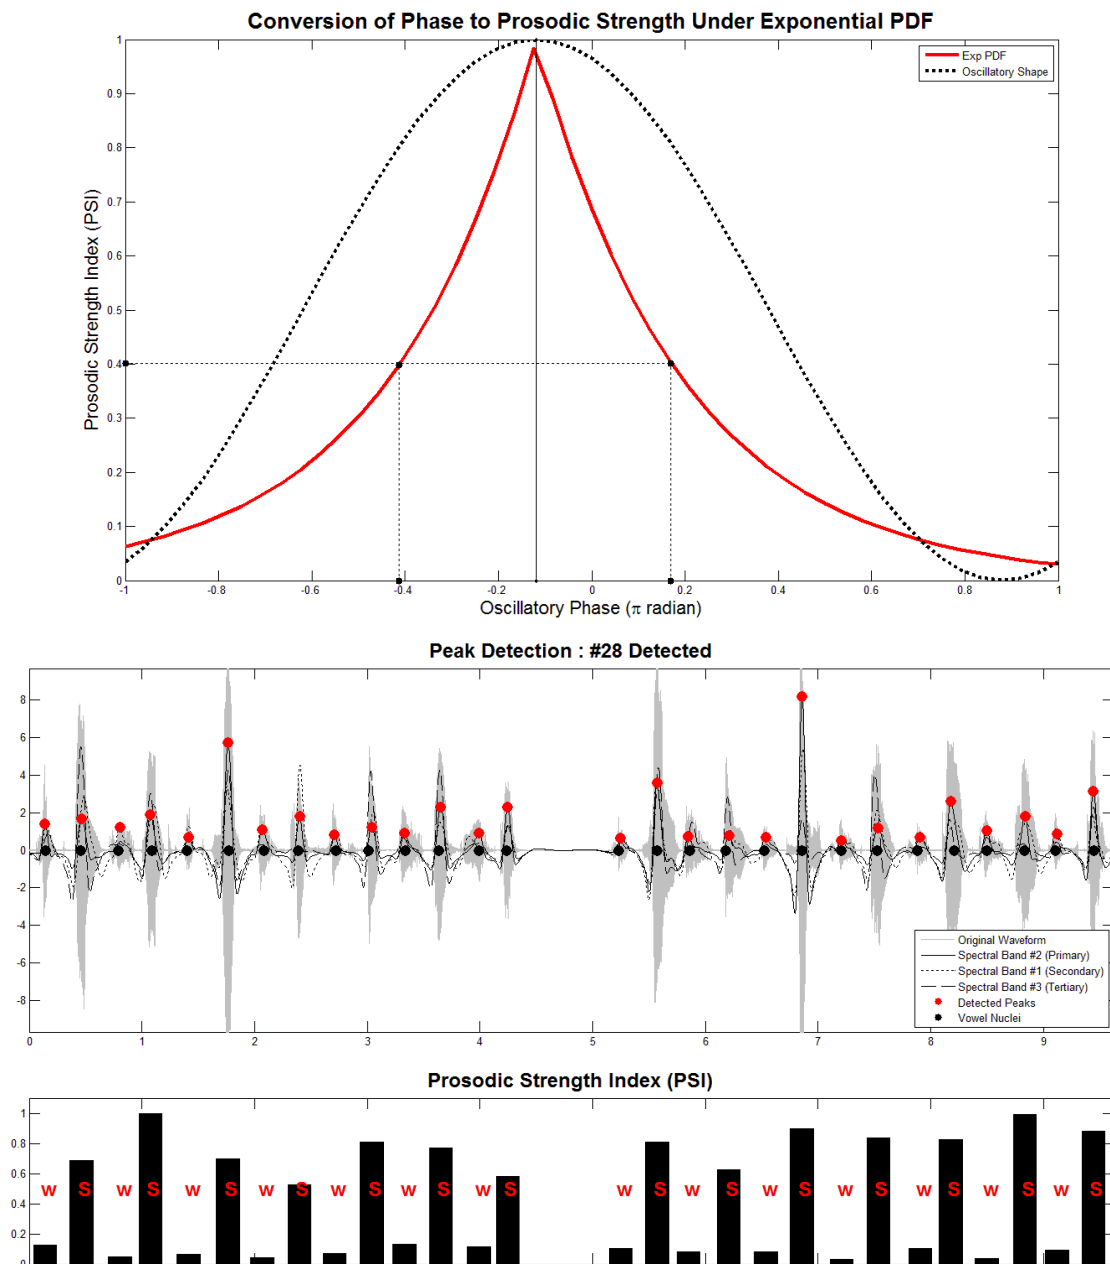 Conversion of Phase to Prosodic Strength Under Exponential PDF
Exp PDF
Oscillatory Shape
Prosodic Strength Index (PSI)
1
0.9
0.8
0.7
0.6
0.5
0.4
0.3
0.2
0.1
0
-1 -0.8 -0.6 -0.4 -0.2 0 0.2 0.4 0.6 0.8 1
Oscillatory Phase (π radian)
Peak Detection : #28 Detected
8
6
4
2
0
-2
-4
-6
-8
Original Waveform
Spectral Band #2 (Primary)
Spectral Band #1 (Secondary)
Spectral Band #3 (Tertiary)
Detected Peaks
Vowel Nuclei
0 1 2 3 4 5 6 7 8 9
Prosodic Strength Index (PSI)
1
0.8
0.6
0.4
0.2
0
w S w S w S w S w S w S w S w S w S w S w S w S w S w S